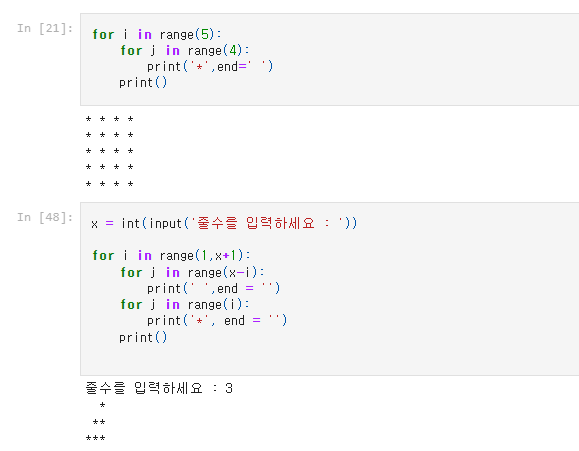 In [21]:
for i in range(5):
    for j in range(4):
        print('*',end=' ')
    print()
* * * *
* * * *
* * * *
* * * *
* * * *
In [48]:
x = int(input('줄수를 입력하세요 : '))
for i in range(1,x+1):
    for j in range(x-i):
        print(' ',end = '')
    for j in range(i):
        print('*', end = '')
    print()
줄수를 입력하세요 : 3
  *
 **
***